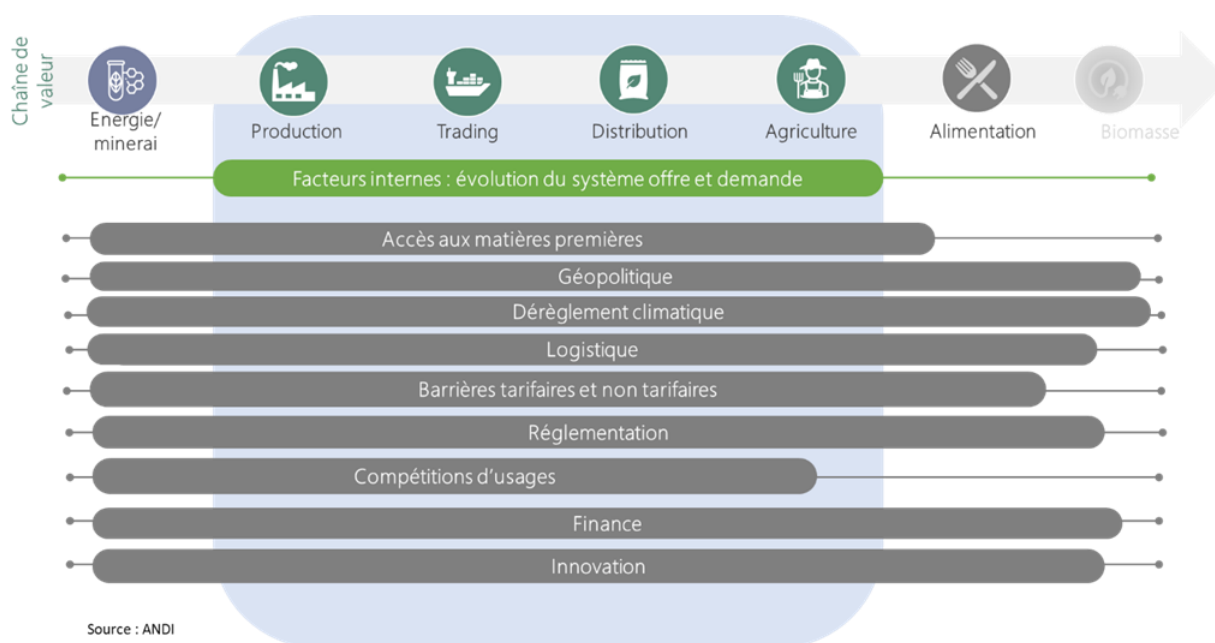 Chaîne de
valeur
Energie/
minerai
Production
Trading
Distribution
Agriculture
Alimentation
Biomasse
Facteurs internes : évolution du système offre et demande
Accès aux matières premières
Géopolitique
Dérèglement climatique
Logistique
Barrières tarifaires et non tarifaires
Réglementation
Compétitions d’usages
Finance
Innovation
Source : ANDI